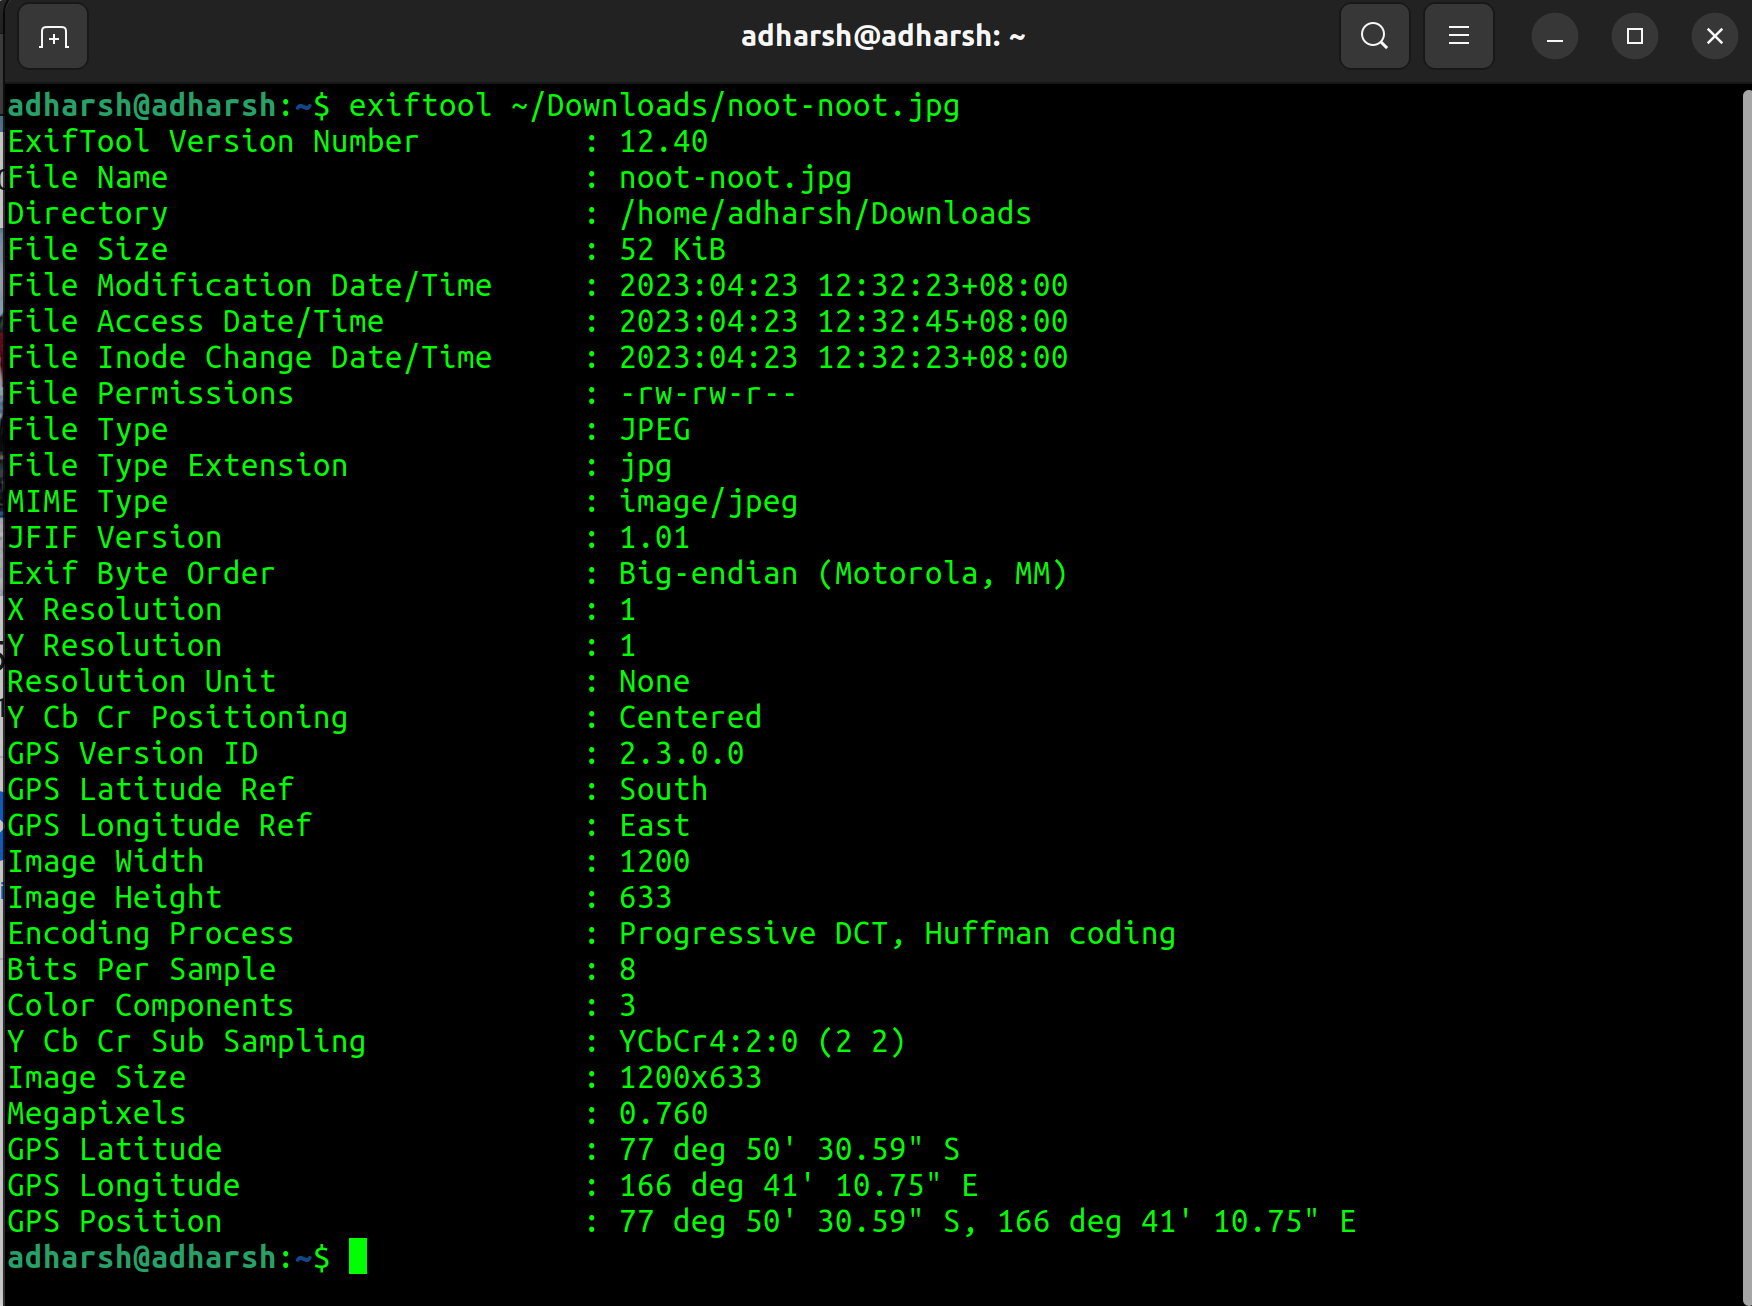 adharsh@adharsh: ~
adharsh@adharsh:~$ exiftool ~/Downloads/noot-noot.jpg
ExifTool Version Number : 12.40
File Name : noot-noot.jpg
Directory : /home/adharsh/Downloads
File Size : 52 KiB
File Modification Date/Time : 2023:04:23 12:32:23+08:00
File Access Date/Time : 2023:04:23 12:32:45+08:00
File Inode Change Date/Time : 2023:04:23 12:32:23+08:00
File Permissions : -rw-rw-r--
File Type : JPEG
File Type Extension : jpg
MIME Type : image/jpeg
JFIF Version : 1.01
Exif Byte Order : Big-endian (Motorola, MM)
X Resolution : 1
Y Resolution : 1
Resolution Unit : None
Y Cb Cr Positioning : Centered
GPS Version ID : 2.3.0.0
GPS Latitude Ref : South
GPS Longitude Ref : East
Image Width : 1200
Image Height : 633
Encoding Process : Progressive DCT, Huffman coding
Bits Per Sample : 8
Color Components : 3
Y Cb Cr Sub Sampling : YCbCr4:2:0 (2 2)
Image Size : 1200x633
Megapixels : 0.760
GPS Latitude : 77 deg 50' 30.59" S
GPS Longitude : 166 deg 41' 10.75" E
GPS Position : 77 deg 50' 30.59" S, 166 deg 41' 10.75" E
adharsh@adharsh:~$